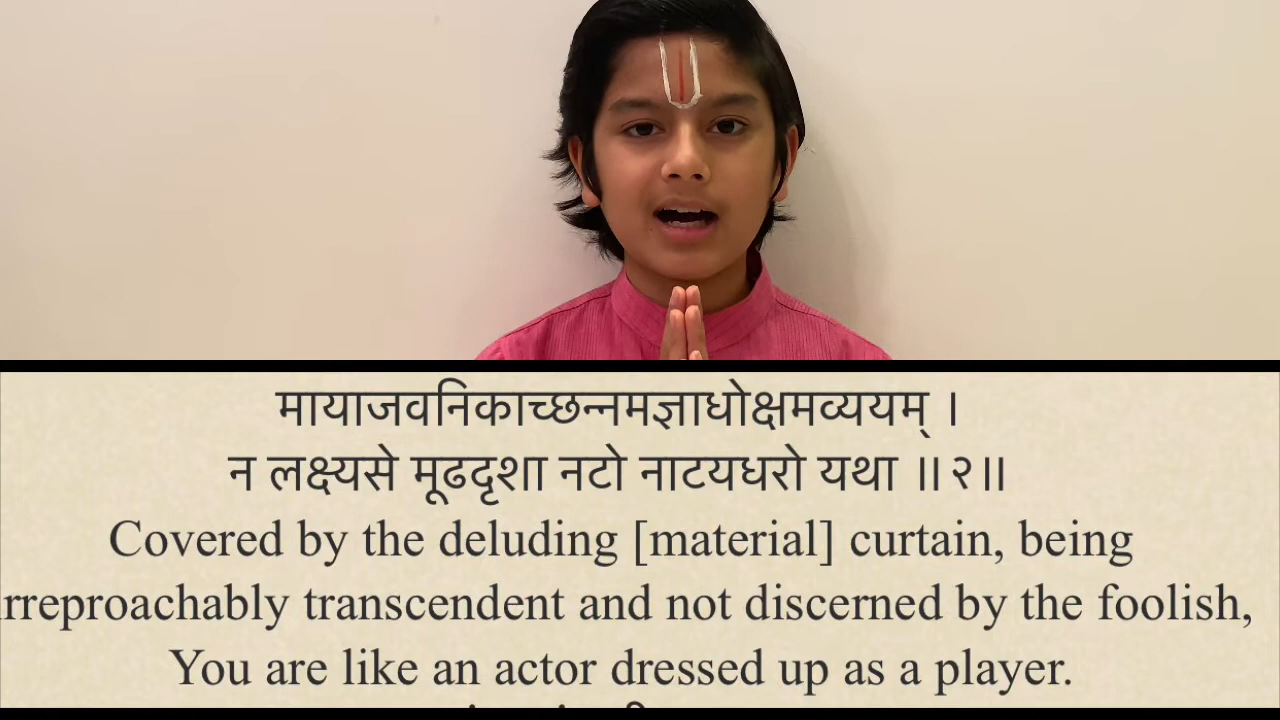 मायाजवनिकाच्छन्नमज्ञाधोक्षमव्ययम् ।
न लक्ष्यसे मूढदृशा नटो नाटयधरो यथा ॥२॥
Covered by the deluding [material] curtain, being
rreproachably transcendent and not discerned by the foolish,
You are like an actor dressed up as a player.